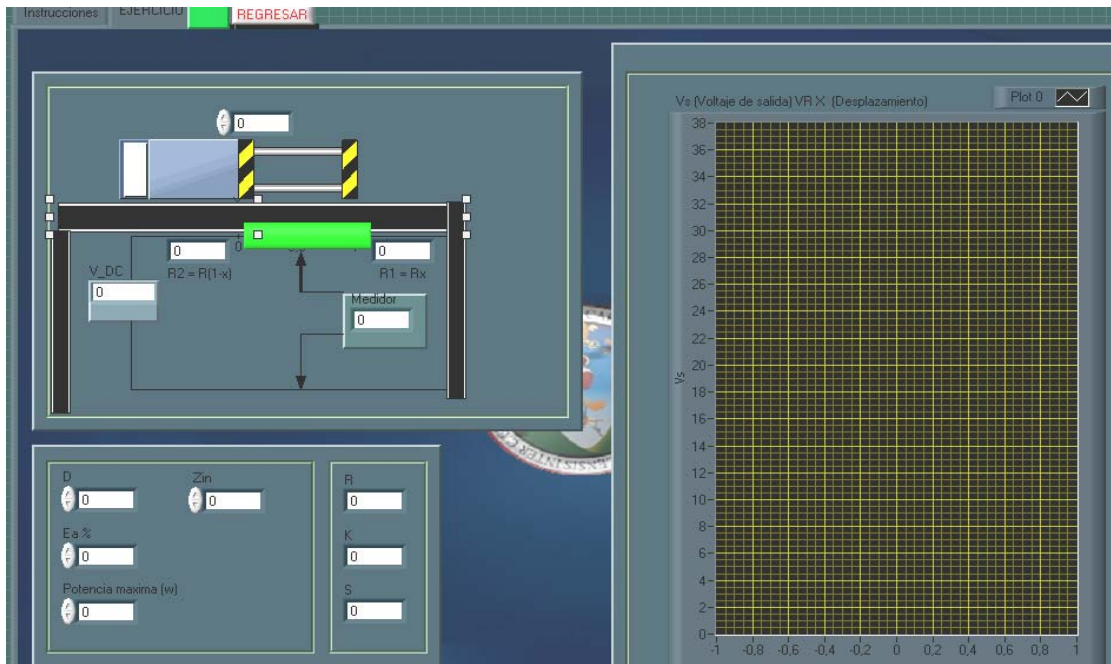 Instrucciones EJERCICIO REGRESAR
0
0 0 0
R2 = R(1-x) R1 = Rx
V_DC
0
Medidor
0
D Zin
0 0
Ea %
0
Potencia maxima (w)
0
R
0
K
0
S
0
Vs (Voltaje de salida) VR X (Desplazamiento) Plot 0
38
36
34
32
30
28
26
24
22
20
Vs
18
16
14
12
10
8
6
4
2
0
-1 -0,8 -0,6 -0,4 -0,2 0 0,2 0,4 0,6 0,8 1